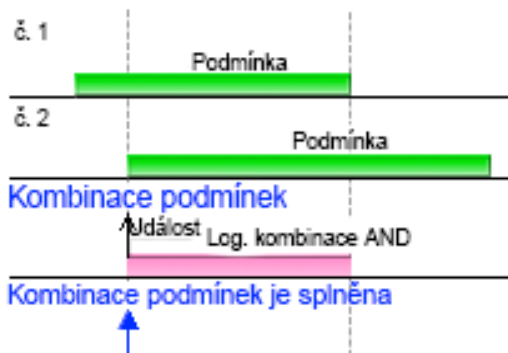 č. 1
Podmínka
č. 2
Podmínka
Kombinace podmínek
Událost
Log. kombinace AND
Kombinace podmínek je splněna